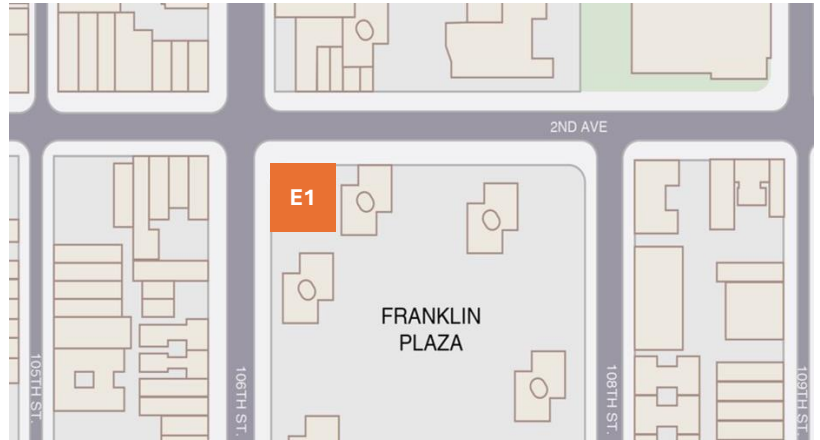 2ND AVE
E1
FRANKLIN
PLAZA
105TH ST.
106TH ST.
108TH ST.
109TH ST.